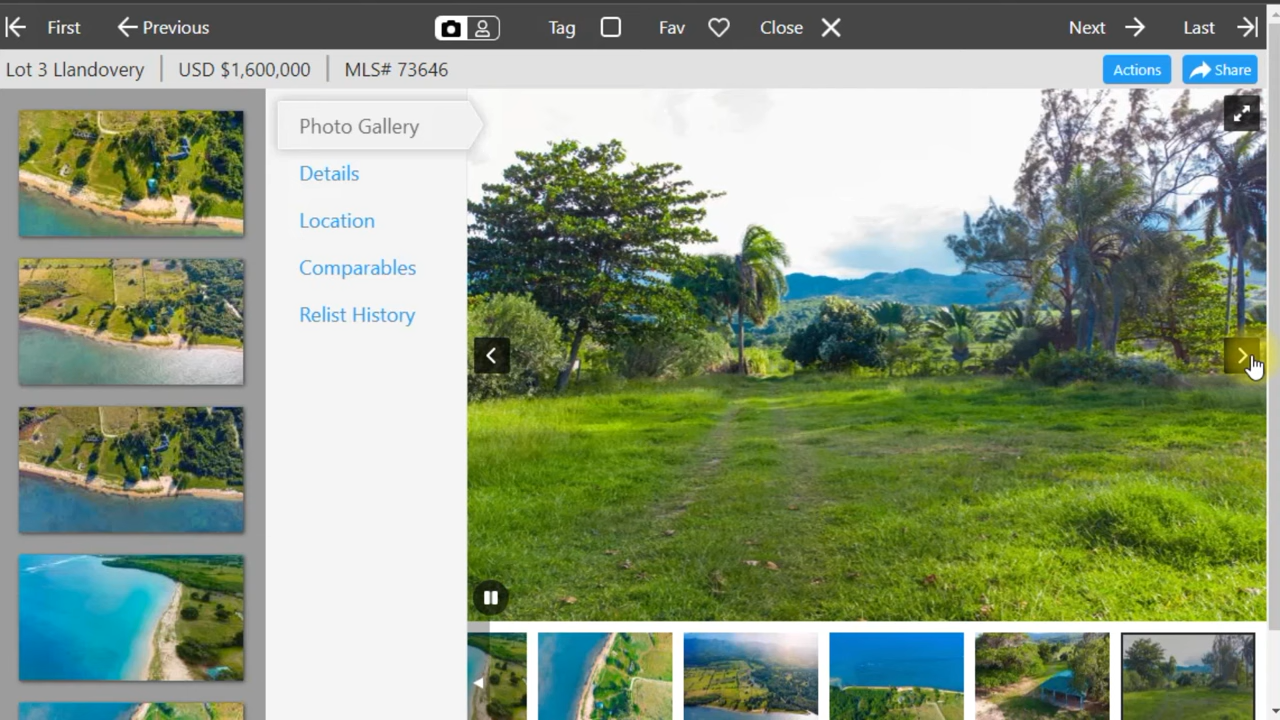 First
Previous
Tag
Fav
Close
Next
Last
Lot 3 Llandovery
USD $1,600,000
MLS# 73646
Actions
Share
Photo Gallery
Details
Location
Comparables
Relist History